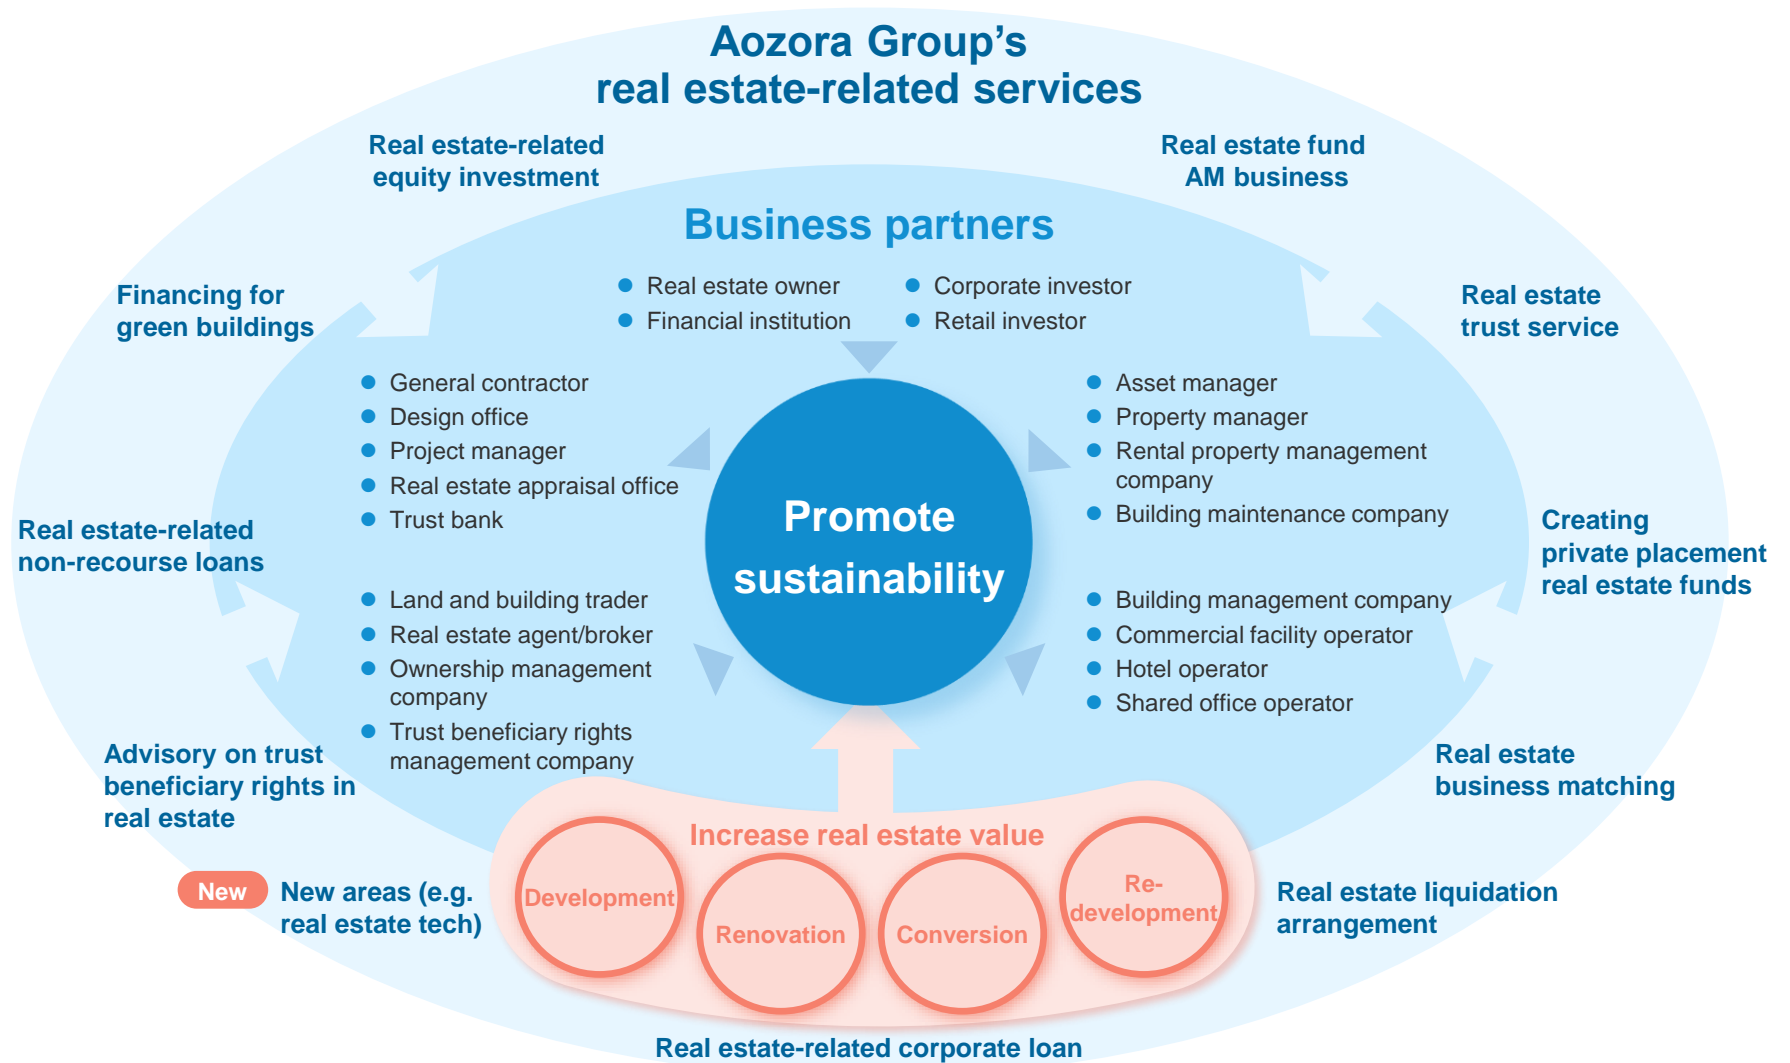 Aozora Group’s
real estate-related services
Real estate-related
equity investment
Real estate fund
AM business
Business partners
Real estate owner
Financial institution
Corporate investor
Retail investor
Financing for
green buildings
Real estate
trust service
General contractor
Design office
Project manager
Real estate appraisal office
Trust bank
Asset manager
Property manager
Rental property management
company
Building maintenance company
Promote
sustainability
Real estate-related
non-recourse loans
Creating
private placement
real estate funds
Land and building trader
Real estate agent/broker
Ownership management
company
Trust beneficiary rights
management company
Building management company
Commercial facility operator
Hotel operator
Shared office operator
Advisory on trust
beneficiary rights in
real estate
Real estate
business matching
Increase real estate value
Development
Renovation
Conversion
Re-
development
New
New areas (e.g.
real estate tech)
Real estate liquidation
arrangement
Real estate-related corporate loan